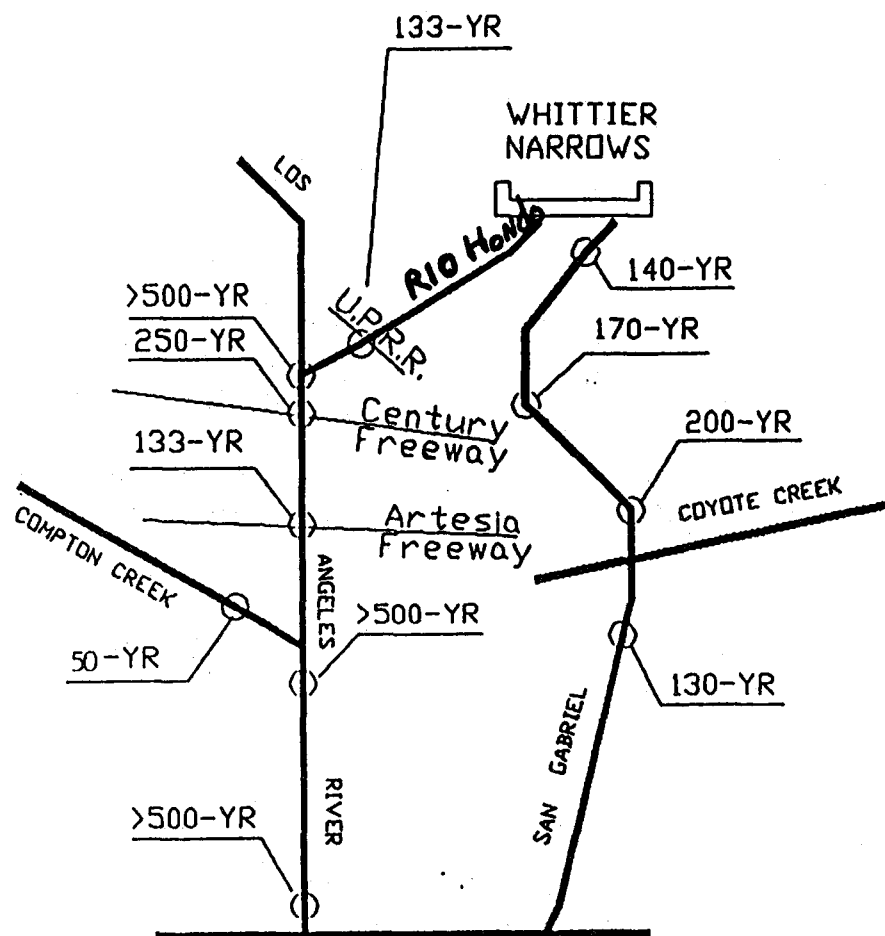 133-YR
WHITTIER
NARROWS
LOS
RIO HONDO
140-YR
>500-YR
U.P.R.R.
250-YR
170-YR
Century
Freeway
133-YR
200-YR
COYOTE CREEK
Artesia
Freeway
COMPTON CREEK
ANGELES
>500-YR
50-YR
130-YR
SAN GABRIEL
RIVER
>500-YR